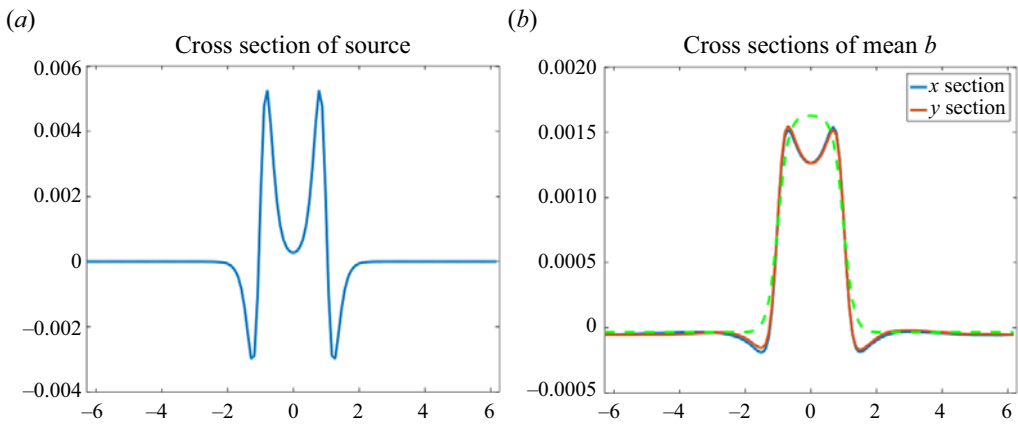 (a)
Cross section of source
0.006
0.004
0.002
0
–0.002
–0.004
–6 –4 –2 0 2 4 6
(b)
Cross sections of mean b
0.0020
0.0015
0.0010
0.0005
0
–0.0005
–6 –4 –2 0 2 4 6
x section
y section